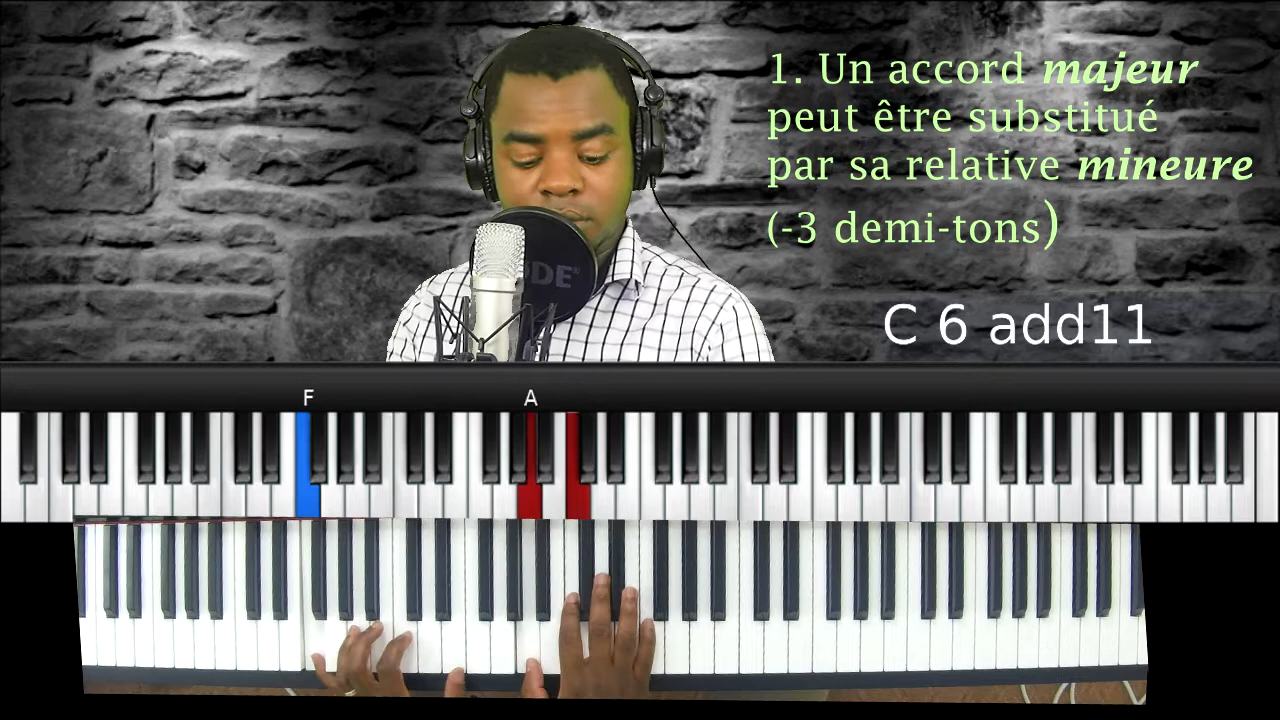 1. Un accord majeur
peut être substitué
par sa relative mineure
(-3 demi-tons)
C 6 add11
F
A